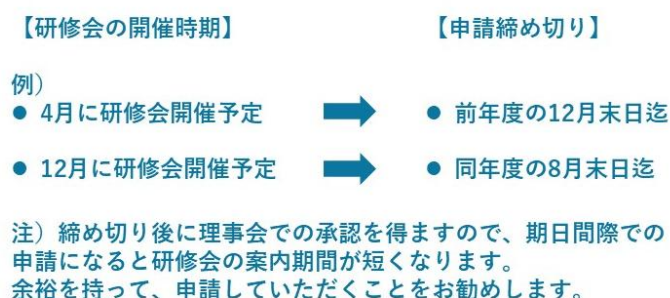 【研修会の開催時期】 【申請締め切り】
例）
● 4月に研修会開催予定 ● 前年度の12月末日迄
● 12月に研修会開催予定 ● 同年度の8月末日迄
注）締め切り後に理事会での承認を得ますので、期日間際での
申請になると研修会の案内期間が短くなります。
余裕を持って、申請していただくことをお勧めします。